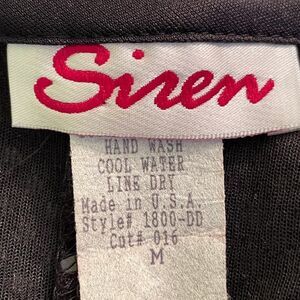 Siren
HAND WASH
COOL WATER
LINE DRY
Made in U.S.A.
Style# 1800-DD
Cut# 016
M